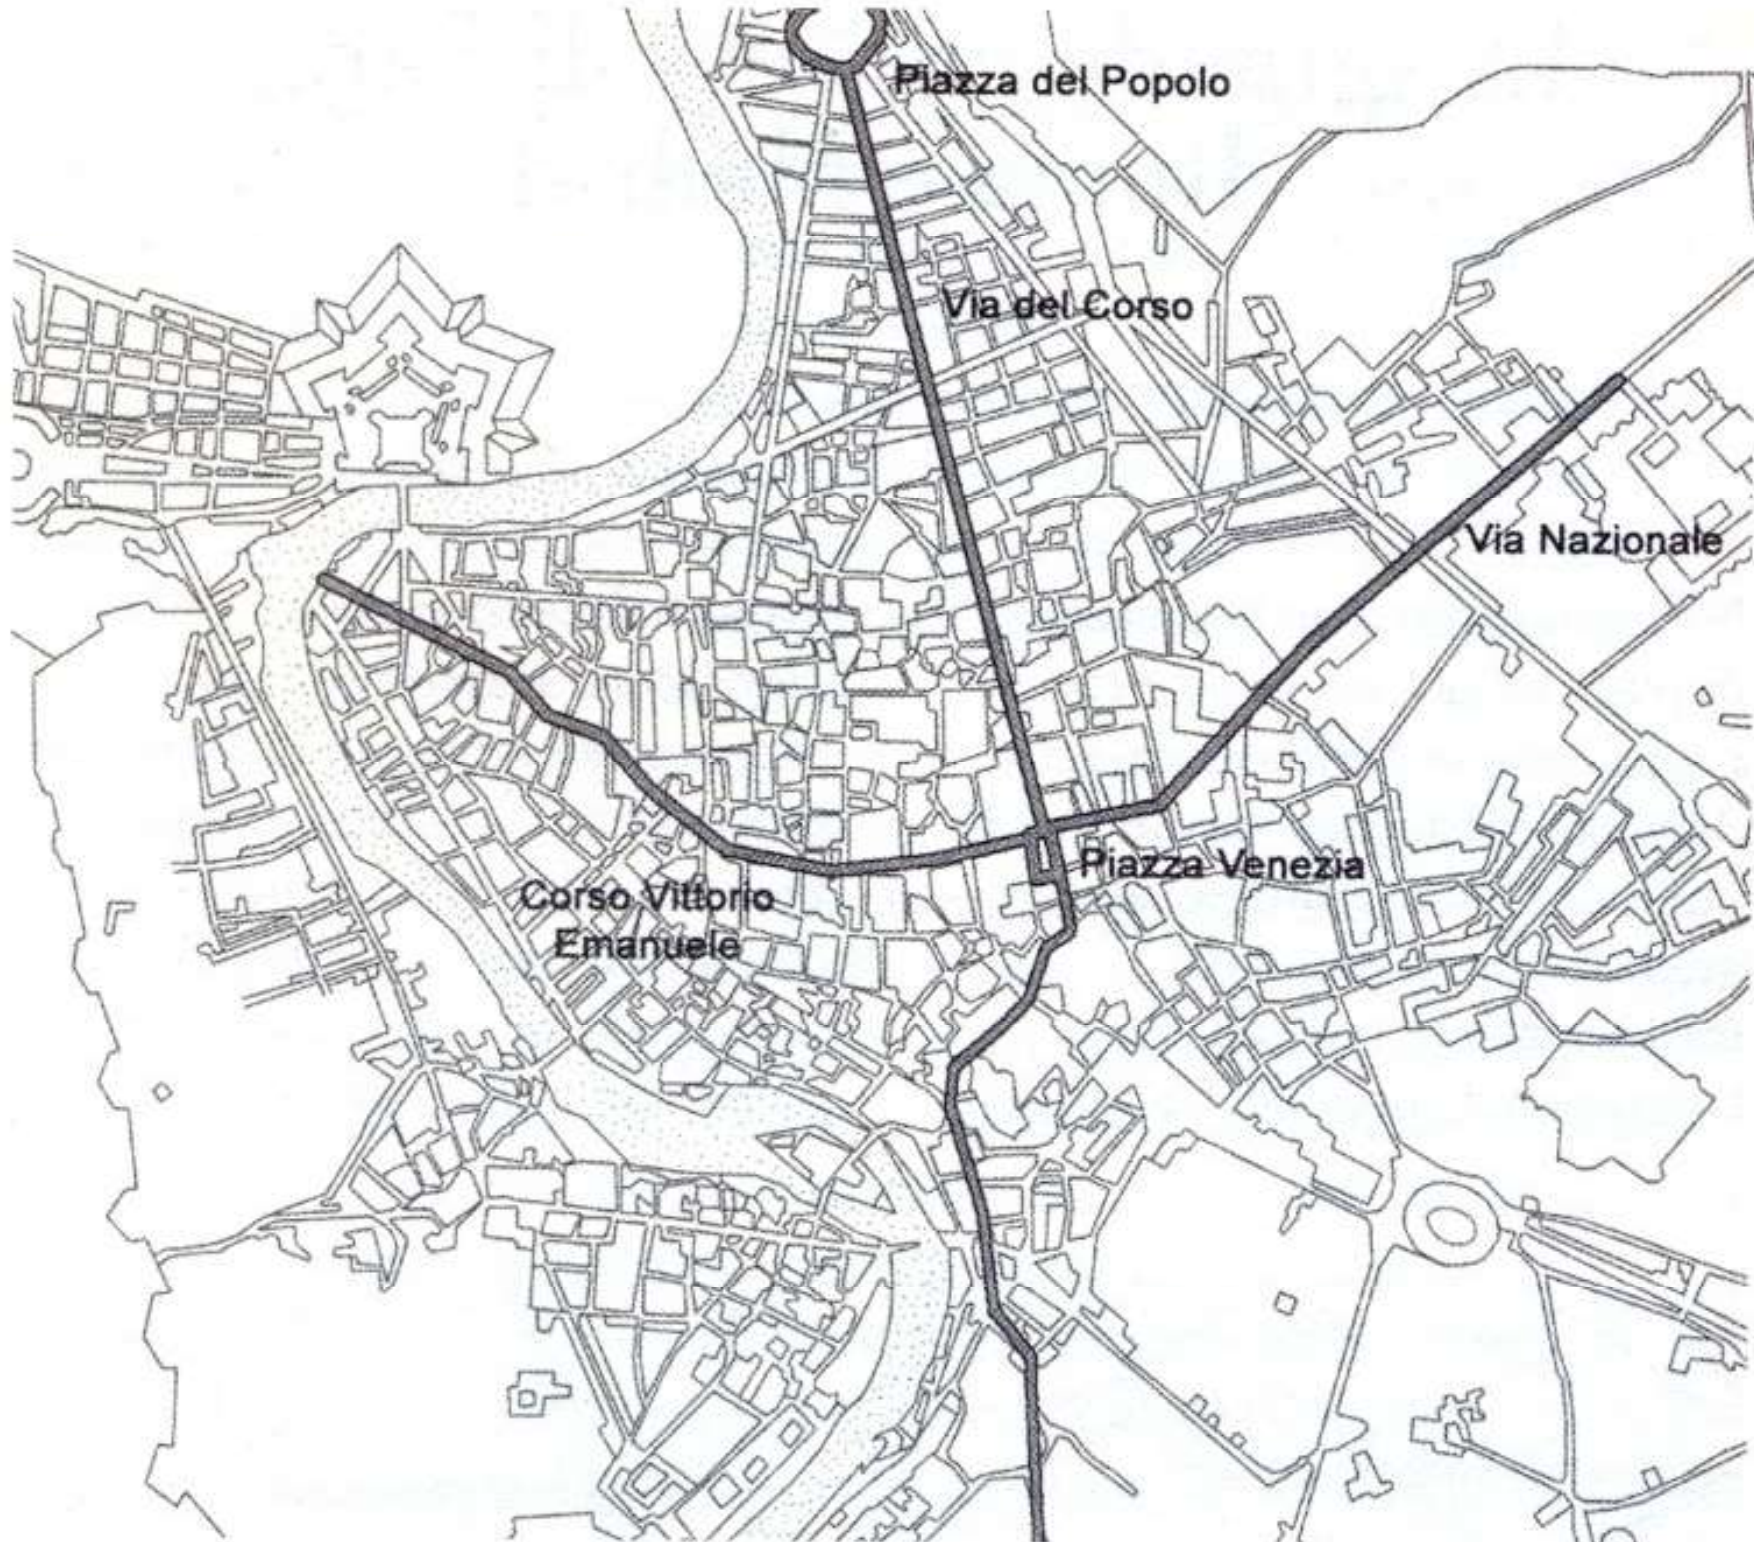 Piazza del Popolo
Via del Corso
Via Nazionale
Piazza Venezia
Corso Vittorio
Emanuele